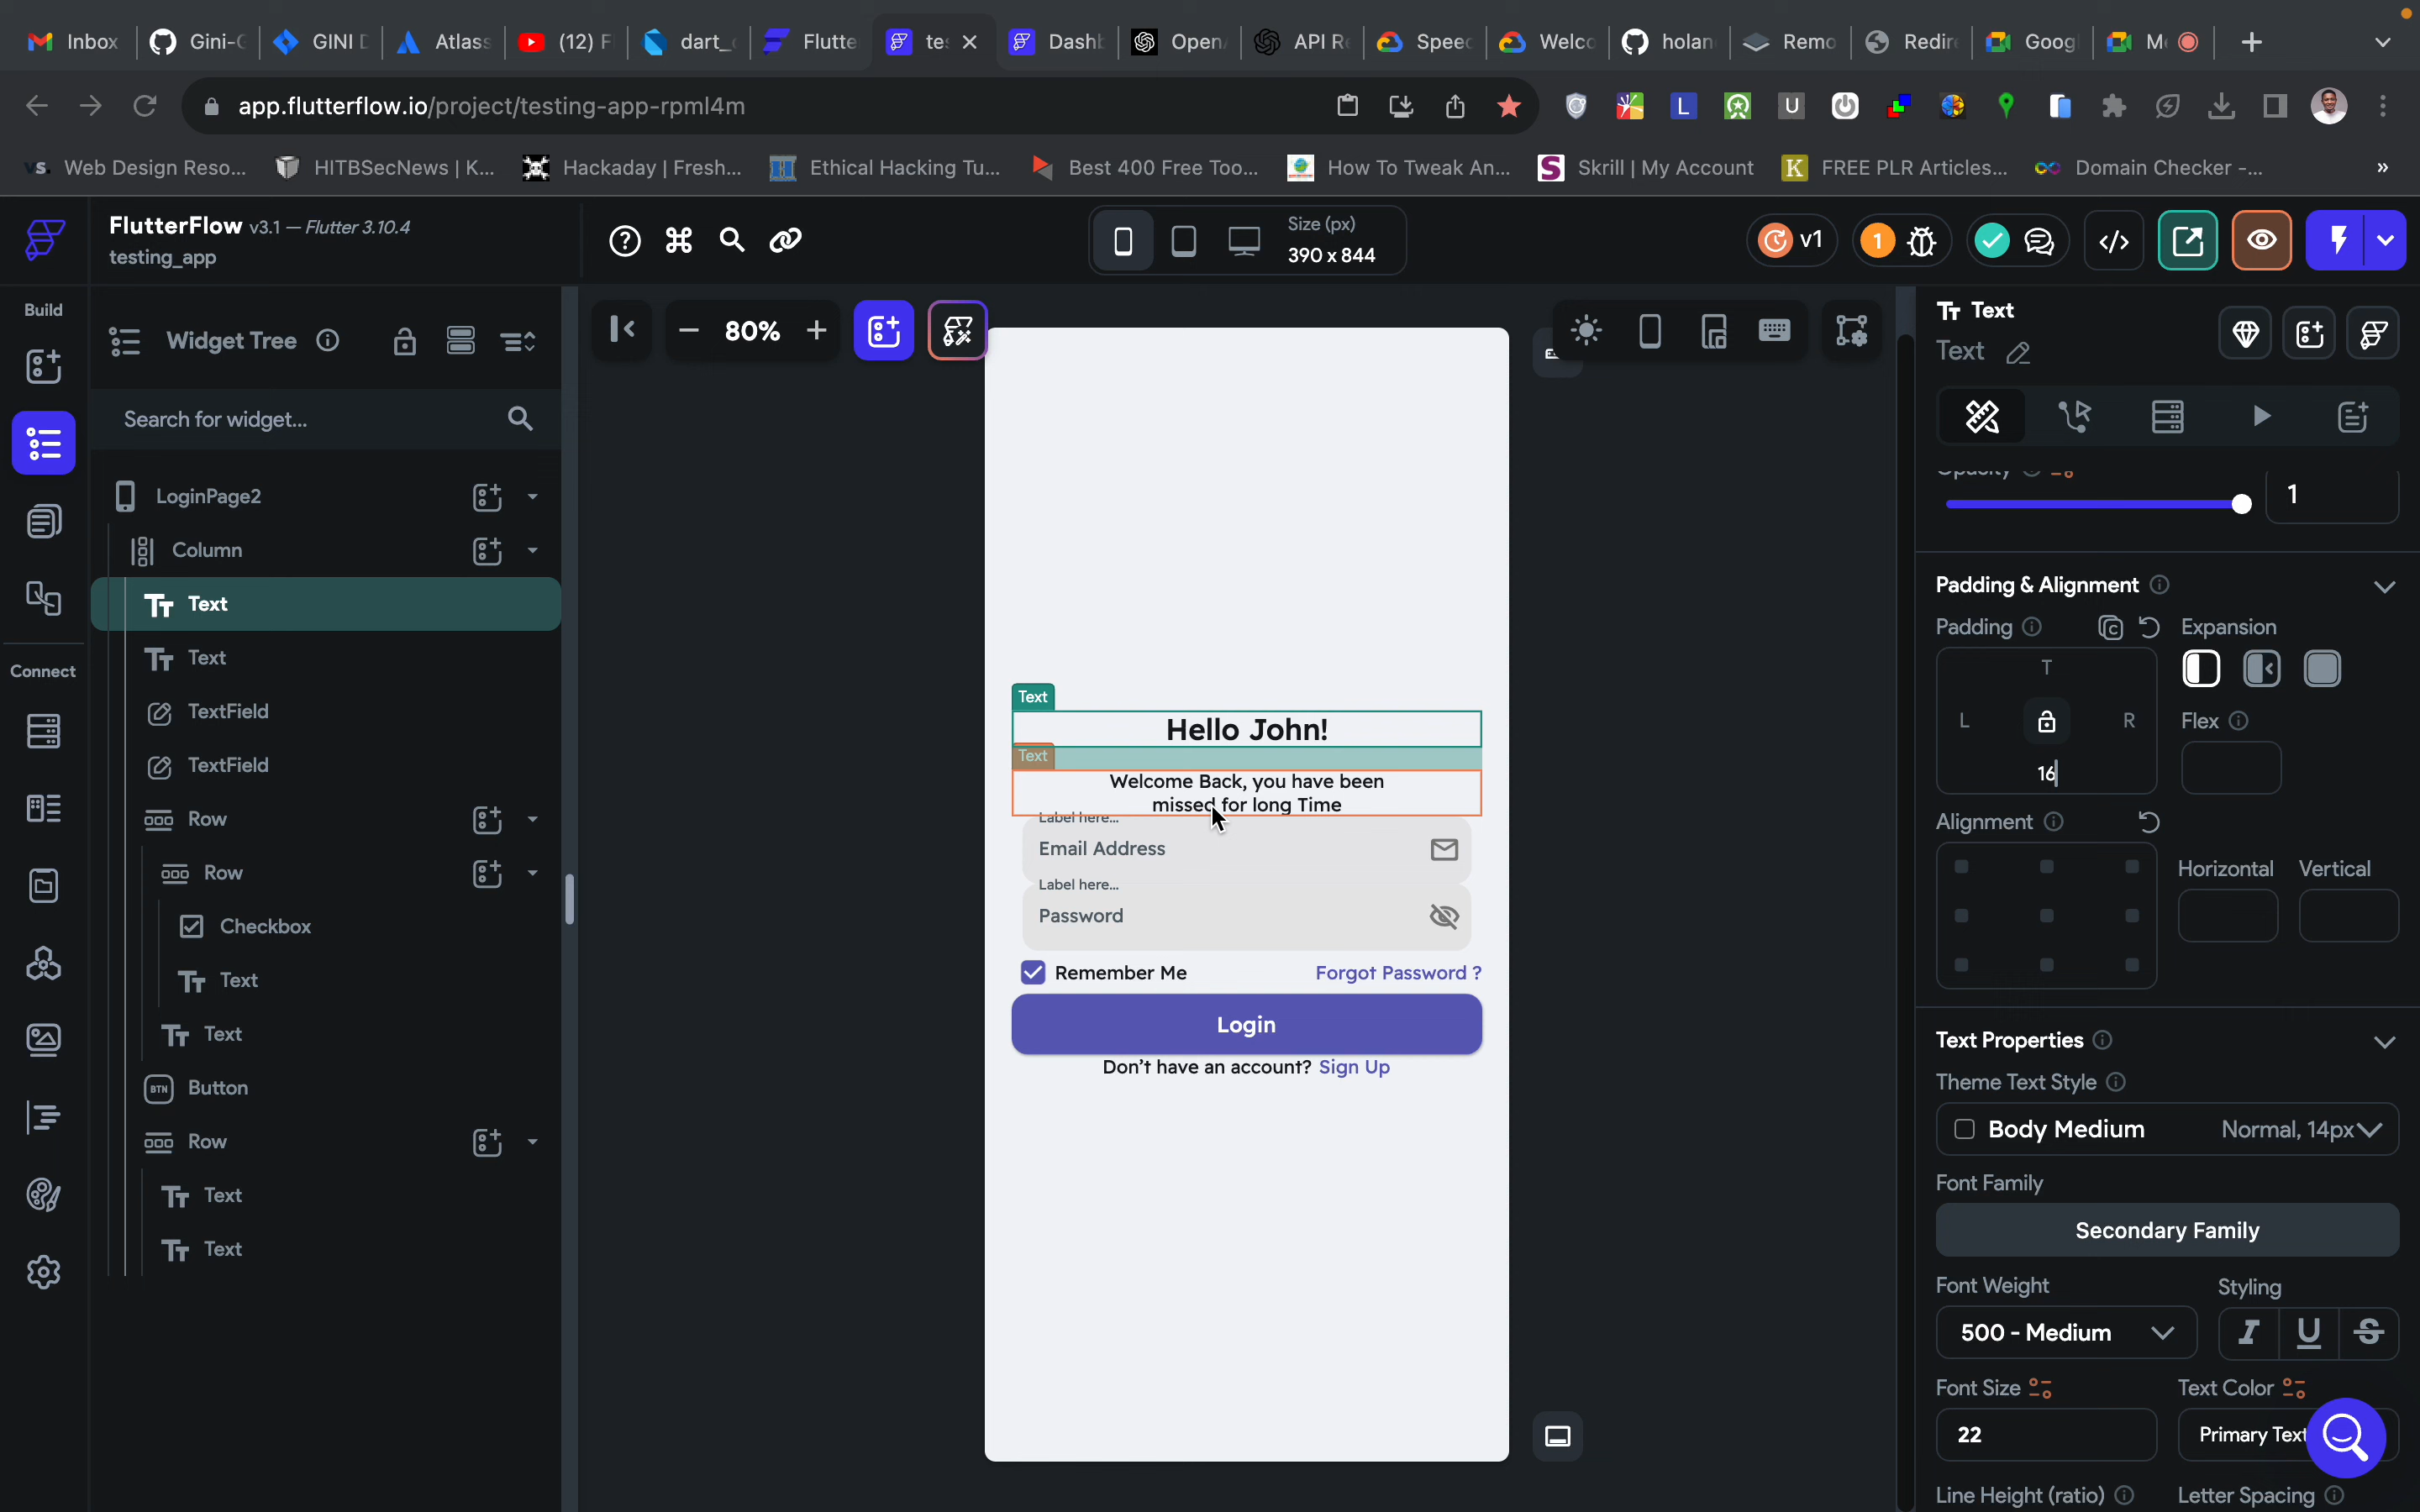 Inbox
Gini-
GINI
Atlass
(12) F
dart_
Flutte
tes
Dashb
Open
API R
Speec
Welco
holan
Remo
Redire
Goog
M
app.flutterflow.io/project/testing-app-rpml4m
vs. Web Design Reso...
HITBSecNews | K...
Hackaday | Fresh...
Ethical Hacking Tu...
Best 400 Free Too...
How To Tweak An...
Skrill | My Account
FREE PLR Articles...
Domain Checker -...
»
FlutterFlow v3.1 — Flutter 3.10.4
testing_app
Size (px)
390 x 844
v1
1
Build
Connect
Widget Tree
Search for widget...
LoginPage2
Column
Text
Text
TextField
TextField
Row
Row
Checkbox
Text
Text
BTN Button
Row
Text
Text
80%
Text
Hello John!
Text
Welcome Back, you have been
missed for long Time
Label here...
Email Address
Label here...
Password
Remember Me
Forgot Password ?
Login
Don't have an account? Sign Up
Text
Text
Opacity
1
Padding & Alignment
Padding
Expansion
T
L
R
16
Flex
Alignment
Horizontal
Vertical
Text Properties
Theme Text Style
Body Medium
Normal, 14px
Font Family
Secondary Family
Font Weight
Styling
500 - Medium
I U S
Font Size
Text Color
22
Primary Text
Line Height (ratio)
Letter Spacing